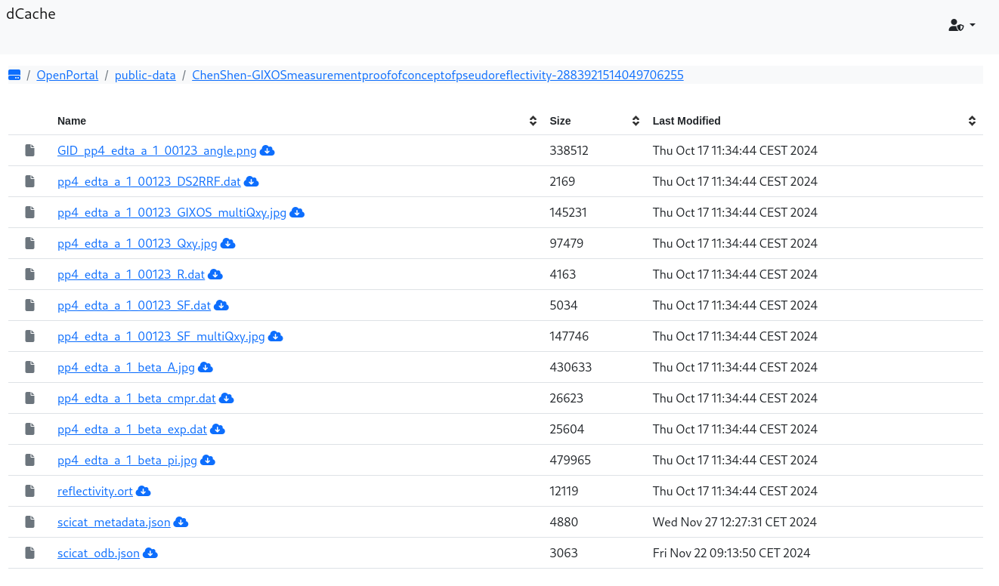 dCache
/ OpenPortal / public-data / ChenShen-GIXOSmeasurementproofofconceptofpseudoreflectivity-2883921514049706255
Name Size Last Modified
GID_pp4_edta_a_1_00123_angle.png 338512 Thu Oct 17 11:34:44 CEST 2024
pp4_edta_a_1_00123_DS2RRF.dat 2169 Thu Oct 17 11:34:44 CEST 2024
pp4_edta_a_1_00123_GIXOS_multiQxy.jpg 145231 Thu Oct 17 11:34:44 CEST 2024
pp4_edta_a_1_00123_Qxy.jpg 97479 Thu Oct 17 11:34:44 CEST 2024
pp4_edta_a_1_00123_R.dat 4163 Thu Oct 17 11:34:44 CEST 2024
pp4_edta_a_1_00123_SF.dat 5034 Thu Oct 17 11:34:44 CEST 2024
pp4_edta_a_1_00123_SF_multiQxy.jpg 147746 Thu Oct 17 11:34:44 CEST 2024
pp4_edta_a_1_beta_A.jpg 430633 Thu Oct 17 11:34:44 CEST 2024
pp4_edta_a_1_beta_cmpr.dat 26623 Thu Oct 17 11:34:44 CEST 2024
pp4_edta_a_1_beta_exp.dat 25604 Thu Oct 17 11:34:44 CEST 2024
pp4_edta_a_1_beta_pi.jpg 479965 Thu Oct 17 11:34:44 CEST 2024
reflectivity.ort 12119 Thu Oct 17 11:34:44 CEST 2024
scicat_metadata.json 4880 Wed Nov 27 12:27:31 CET 2024
scicat_odb.json 3063 Fri Nov 22 09:13:50 CET 2024